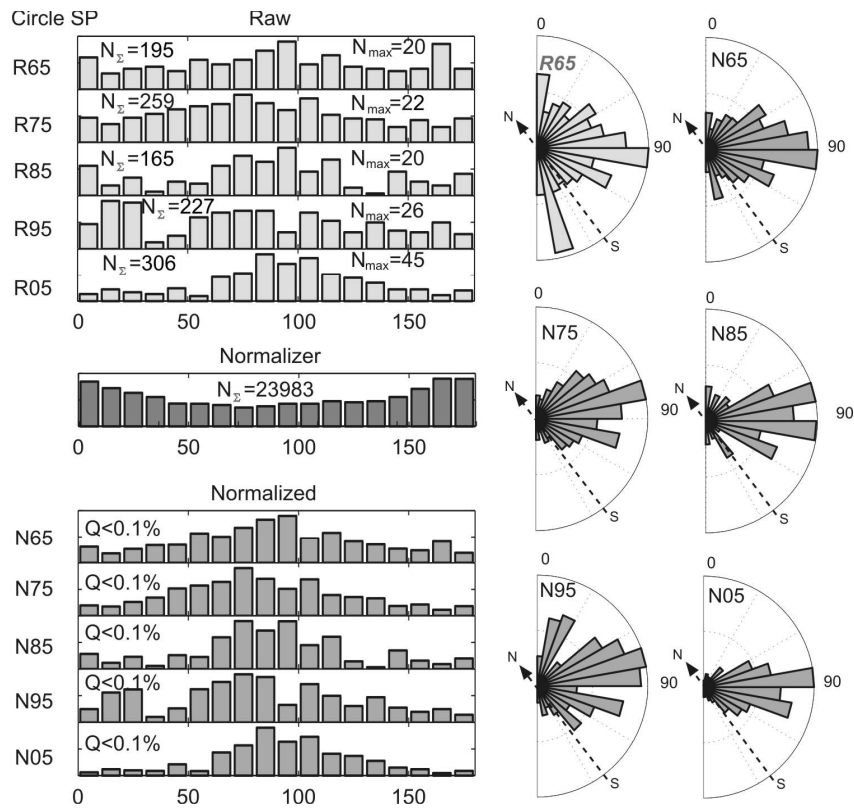 Circle SP
Raw
R65
N_Σ=195
N_max=20
R75
N_Σ=259
N_max=22
R85
N_Σ=165
N_max=20
R95
N_Σ=227
N_max=26
R05
N_Σ=306
N_max=45
0 50 100 150
Normalizer
N_Σ=23983
0 50 100 150
Normalized
N65
Q<0.1%
N75
Q<0.1%
N85
Q<0.1%
N95
Q<0.1%
N05
Q<0.1%
0 50 100 150
0
R65
N
90
S
0
N65
N
90
S
0
N75
N
90
S
0
N85
N
90
S
0
N95
N
90
S
0
N05
N
90
S